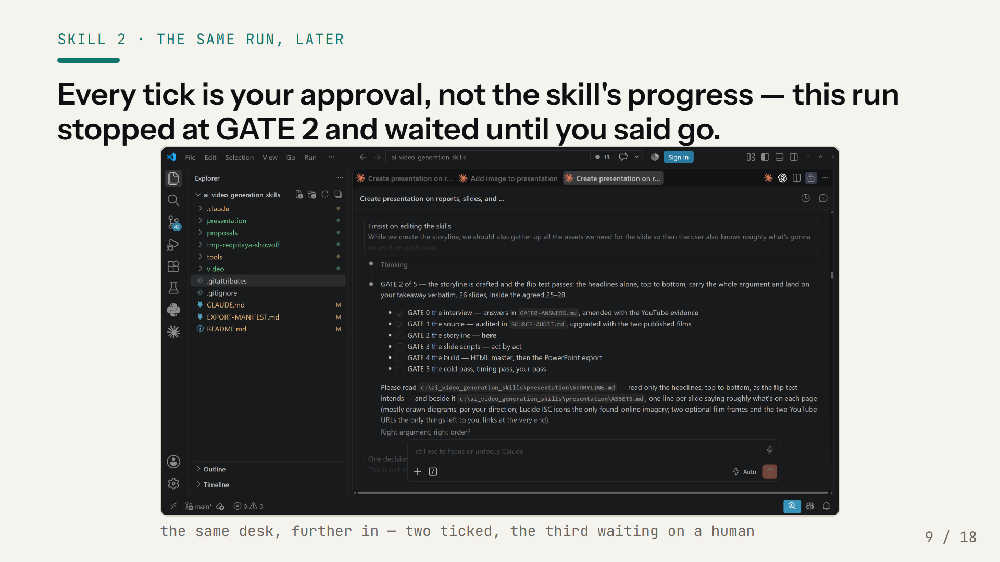 SKILL 2 · THE SAME RUN, LATER
Every tick is your approval, not the skill's progress — this run
stopped at GATE 2 and waited until you said go.
File Edit Selection View Go Run ···
ai_video_generation_skills
13
Sign In
Explorer
ai_video_generation_skills
.claude
presentation
proposals
tmp-redpitaya-showoff
tools
video
.gitattributes
.gitignore
CLAUDE.md M
EXPORT-MANIFEST.md M
README.md M
42
Outline
Timeline
Create presentation on r...
Add image to presentation
Create presentation on r...
Create presentation on reports, slides, and ...
I insist on editing the skills
While we create the storyline, we should also gather up all the assets we need for the slide so then the user also knows roughly what's gonna
be on it on each page
Thinking
GATE 2 of 5 — the storyline is drafted and the flip test passes: the headlines alone, top to bottom, carry the whole argument and land on
your takeaway verbatim. 26 slides, inside the agreed 25–28.
GATE 0 the interview — answers in GATE0-ANSWERS.md, amended with the YouTube evidence
GATE 1 the source — audited in SOURCE-AUDIT.md, upgraded with the two published films
GATE 2 the storyline — here
GATE 3 the slide scripts — act by act
GATE 4 the build — HTML master, then the PowerPoint export
GATE 5 the cold pass, timing pass, your pass
Please read c:\ai_video_generation_skills\presentation\STORYLINE.md — read only the headlines, top to bottom, as the flip test
intends — and beside it c:\ai_video_generation_skills\presentation\ASSETS.md, one line per slide saying roughly what's on each page
(mostly drawn diagrams, per your direction; Lucide ISC icons the only found-online imagery; two optional film frames and the two YouTube
URLs the only things left to you, links at the very end).
Right argument, right order?
One decision
This is not in
ctrl esc to focus or unfocus Claude
Auto
main*
0
0
the same desk, further in — two ticked, the third waiting on a human
9 / 18